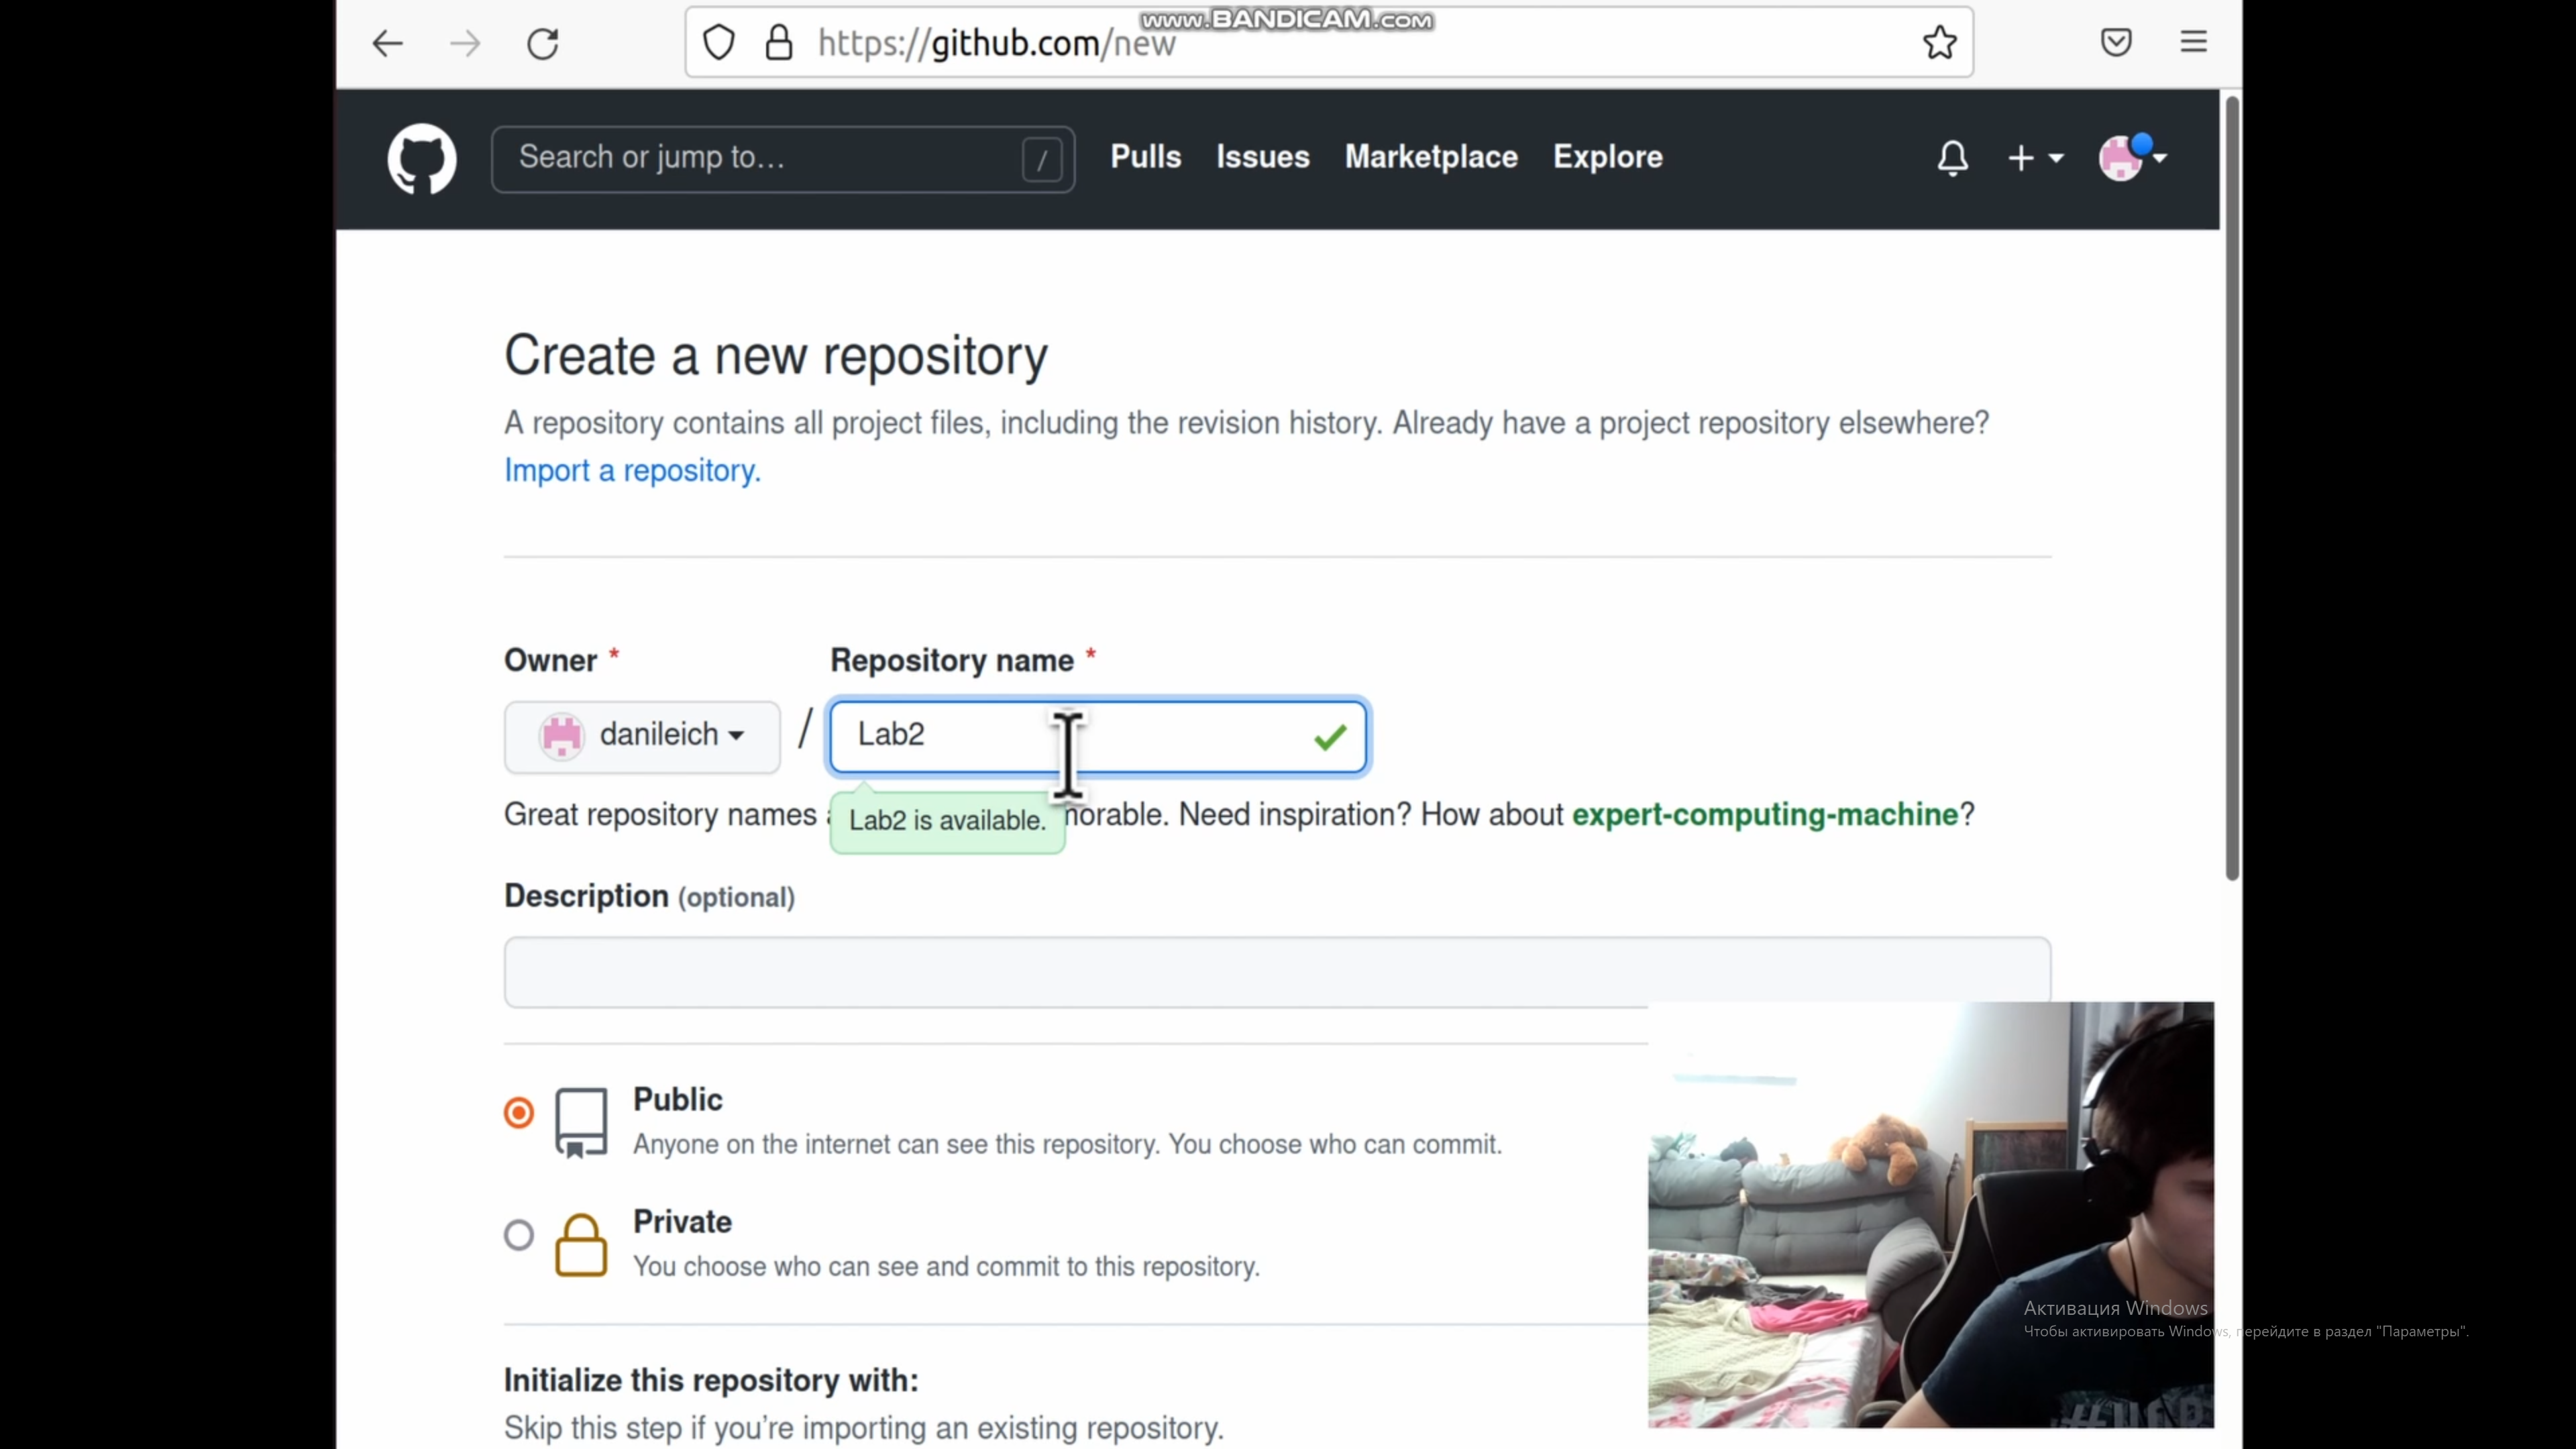 www.BANDICAM.com
https://github.com/new
Search or jump to… /
Pulls Issues Marketplace Explore
Create a new repository
A repository contains all project files, including the revision history. Already have a project repository elsewhere?
Import a repository.
Owner * Repository name *
danileich / Lab2
Great repository names norable. Need inspiration? How about expert-computing-machine?
Lab2 is available.
Description (optional)
Public
Anyone on the internet can see this repository. You choose who can commit.
Private
You choose who can see and commit to this repository.
Активация Windows
Чтобы активировать Windows, перейдите в раздел "Параметры".
Initialize this repository with:
Skip this step if you’re importing an existing repository.